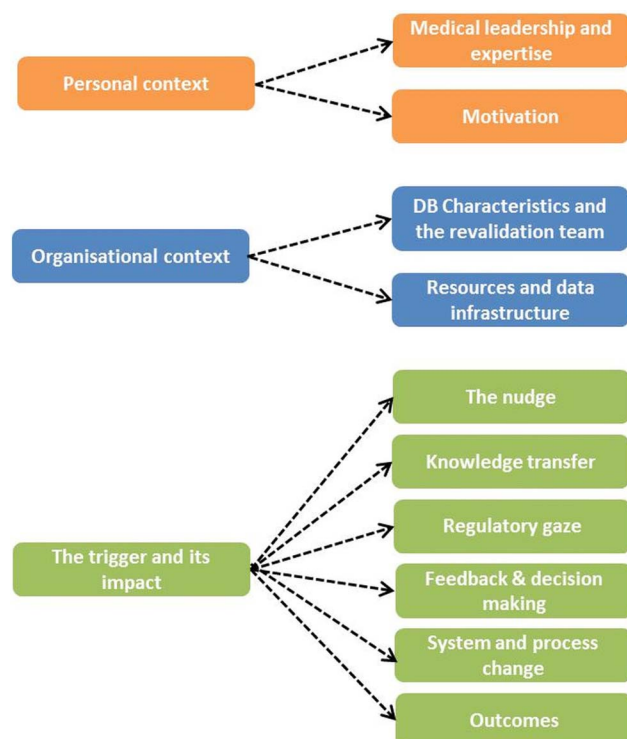 Personal context
Medical leadership and
expertise
Motivation
Organisational context
DB Characteristics and
the revalidation team
Resources and data
infrastructure
The trigger and its
impact
The nudge
Knowledge transfer
Regulatory gaze
Feedback & decision
making
System and process
change
Outcomes